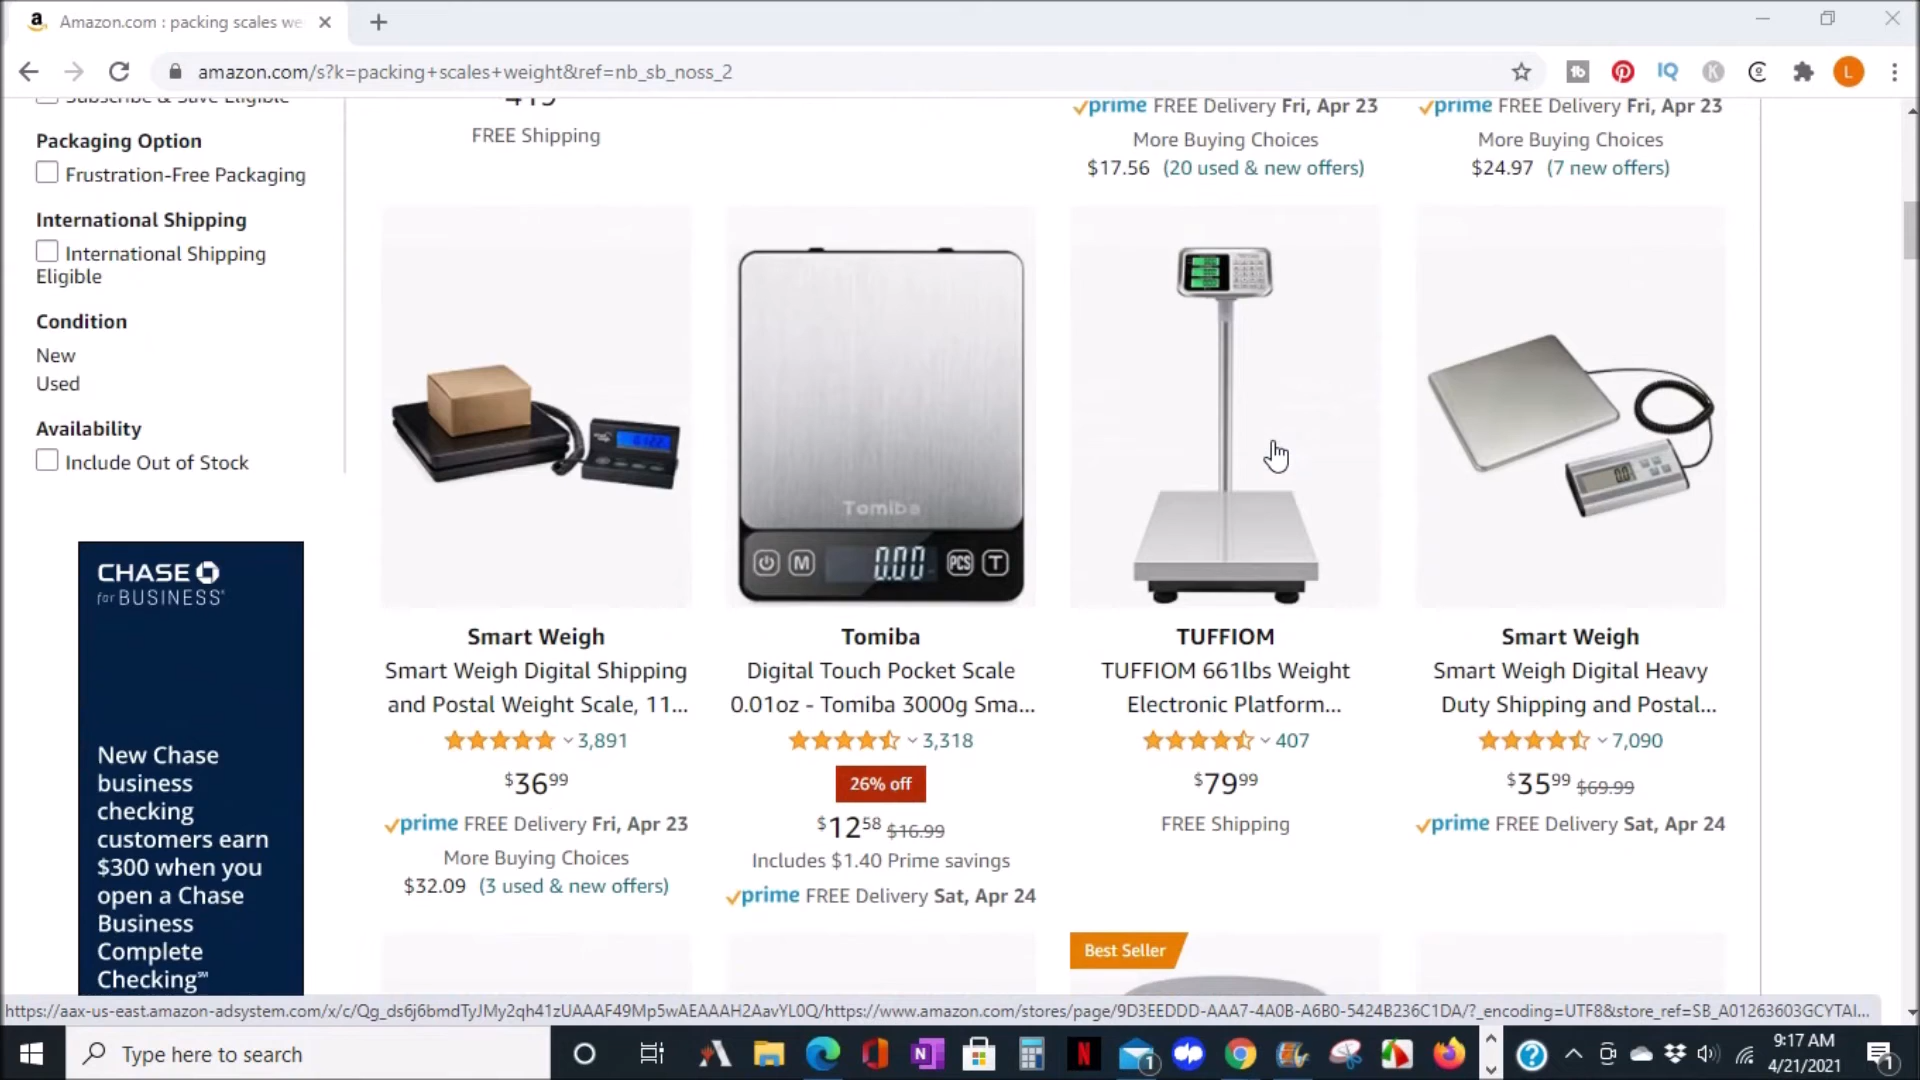 Amazon.com : packing scales we
amazon.com/s?k=packing+scales+weight&ref=nb_sb_noss_2
Subscribe & Save Eligible
Packaging Option
Frustration-Free Packaging
International Shipping
International Shipping
Eligible
Condition
New
Used
Availability
Include Out of Stock
CHASE
for BUSINESS
New Chase
business
checking
customers earn
$300 when you
open a Chase
Business
Complete
Checking℠
FREE Shipping
prime FREE Delivery Fri, Apr 23
More Buying Choices
$17.56 (20 used & new offers)
prime FREE Delivery Fri, Apr 23
More Buying Choices
$24.97 (7 new offers)
Tomiba
M 0.00 PCS T
0.0
Smart Weigh
Smart Weigh Digital Shipping
and Postal Weight Scale, 11...
3,891
$36.99
prime FREE Delivery Fri, Apr 23
More Buying Choices
$32.09 (3 used & new offers)
Tomiba
Digital Touch Pocket Scale
0.01oz - Tomiba 3000g Sma...
3,318
26% off
$12.58 $16.99
Includes $1.40 Prime savings
prime FREE Delivery Sat, Apr 24
TUFFIOM
TUFFIOM 661lbs Weight
Electronic Platform...
407
$79.99
FREE Shipping
Smart Weigh
Smart Weigh Digital Heavy
Duty Shipping and Postal...
7,090
$35.99 $69.99
prime FREE Delivery Sat, Apr 24
Best Seller
https://aax-us-east.amazon-adsystem.com/x/c/Qg_ds6j6bmdTyJMy2qh41zUAAAF49Mp5wAEAAAH2AavYL0Q/https://www.amazon.com/stores/page/9D3EEDDD-AAA7-4A0B-A6B0-5424B236C1DA/?_encoding=UTF8&store_ref=SB_A01263603GCYTAI...
Type here to search
9:17 AM
4/21/2021